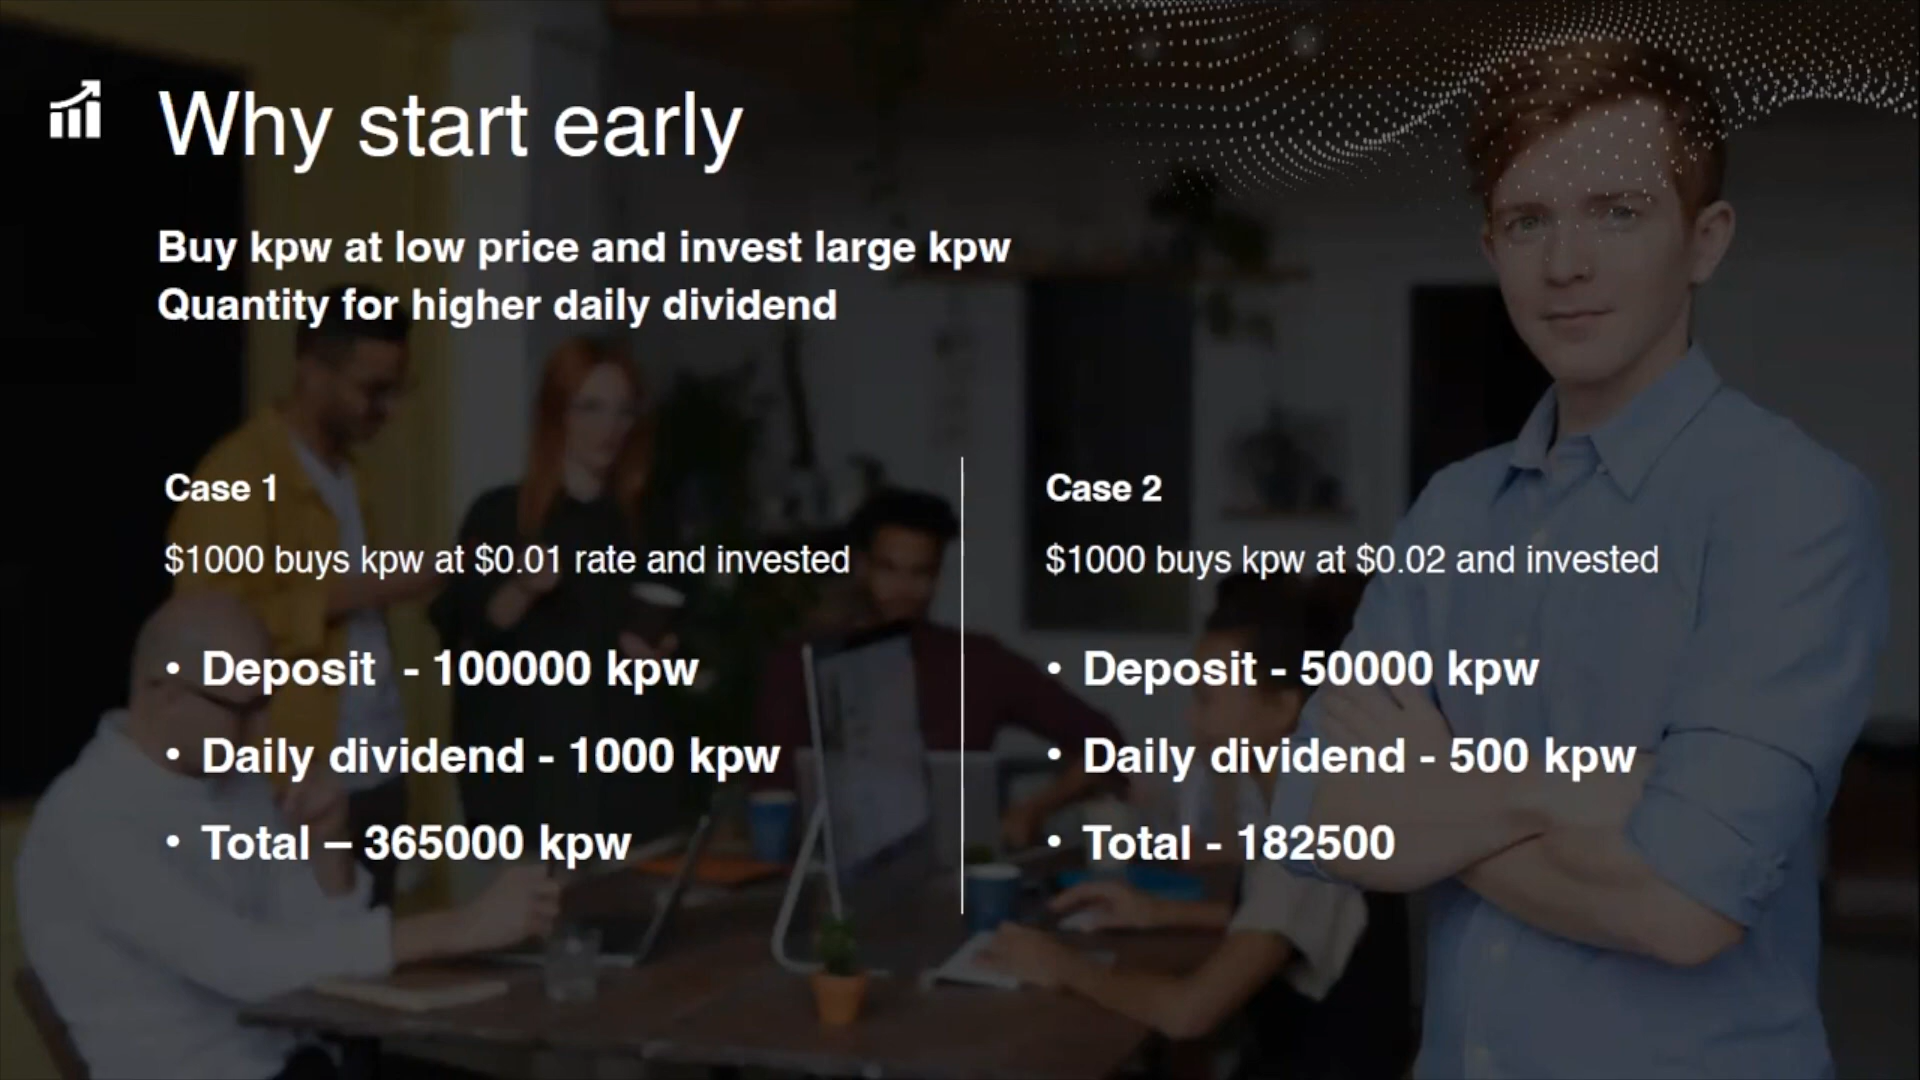 Why start early
Buy kpw at low price and invest large kpw
Quantity for higher daily dividend
Case 1
$1000 buys kpw at $0.01 rate and invested
• Deposit  - 100000 kpw
• Daily dividend - 1000 kpw
• Total – 365000 kpw
Case 2
$1000 buys kpw at $0.02 and invested
• Deposit - 50000 kpw
• Daily dividend - 500 kpw
• Total - 182500